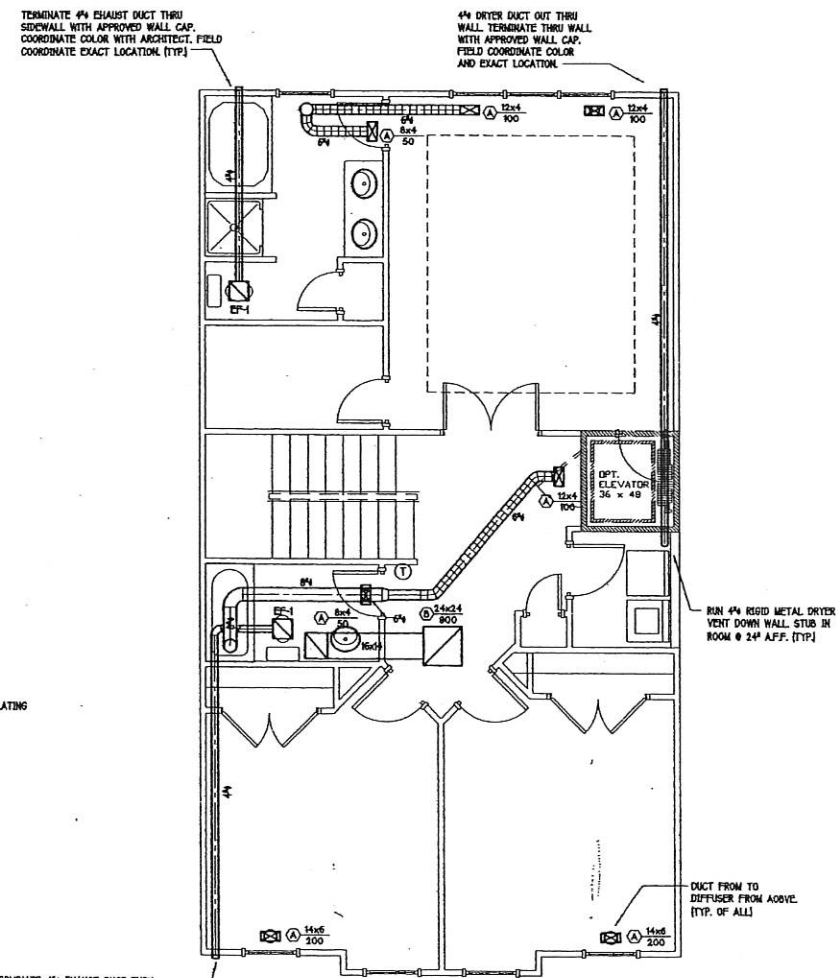 TERMINATE 4"φ EHAUST DUCT THRU
SIDEWALL WITH APPROVED WALL CAP.
COORDINATE COLOR WITH ARCHITECT. FIELD
COORDINATE EXACT LOCATION. (TYP.)
4"φ DRYER DUCT OUT THRU
WALL. TERMINATE THRU WALL
WITH APPROVED WALL CAP.
FIELD COORDINATE COLOR
AND EXACT LOCATION.
6"φ
A 12x4
100
A 12x4
100
6"φ
A 8x4
50
4"φ
EF-1
4"φ
OPT.
ELEVATOR
36 x 48
A 12x4
100
6"φ
T
8"φ
EF-1
A 8x4
50
6"φ
B 24x24
900
16x14
RUN 4"φ RIGID METAL DRYER
VENT DOWN WALL. STUB IN
ROOM @ 24" A.F.F. (TYP.)
LATING
4"φ
DUCT FROM TO
DIFFUSER FROM AOBVE.
(TYP. OF ALL)
A 14x6
200
A 14x6
200